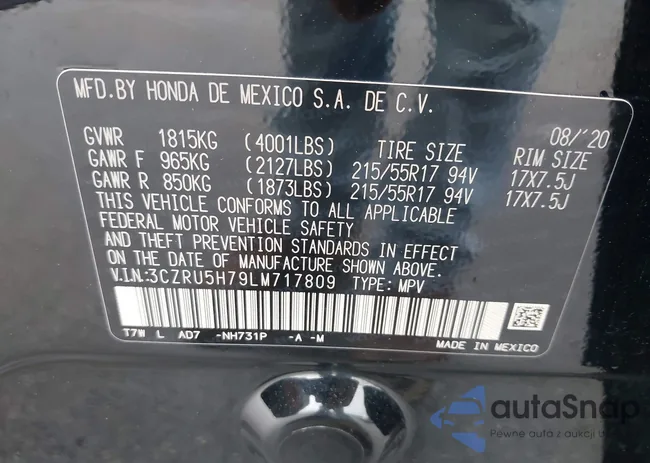 MFD.BY HONDA DE MEXICO S.A. DE C.V.
08/'20
GVWR 1815KG (4001LBS) TIRE SIZE RIM SIZE
GAWR F 965KG (2127LBS) 215/55R17 94V 17X7.5J
GAWR R 850KG (1873LBS) 215/55R17 94V 17X7.5J
THIS VEHICLE CONFORMS TO ALL APPLICABLE
FEDERAL MOTOR VEHICLE SAFETY
AND THEFT PREVENTION STANDARDS IN EFFECT
ON THE DATE OF MANUFACTURE SHOWN ABOVE.
V.I.N:3CZRU5H79LM717809 TYPE: MPV
T7W L AD7 -NH731P -A -M
MADE IN MEXICO
autaSnap
Pewne auta z aukcji